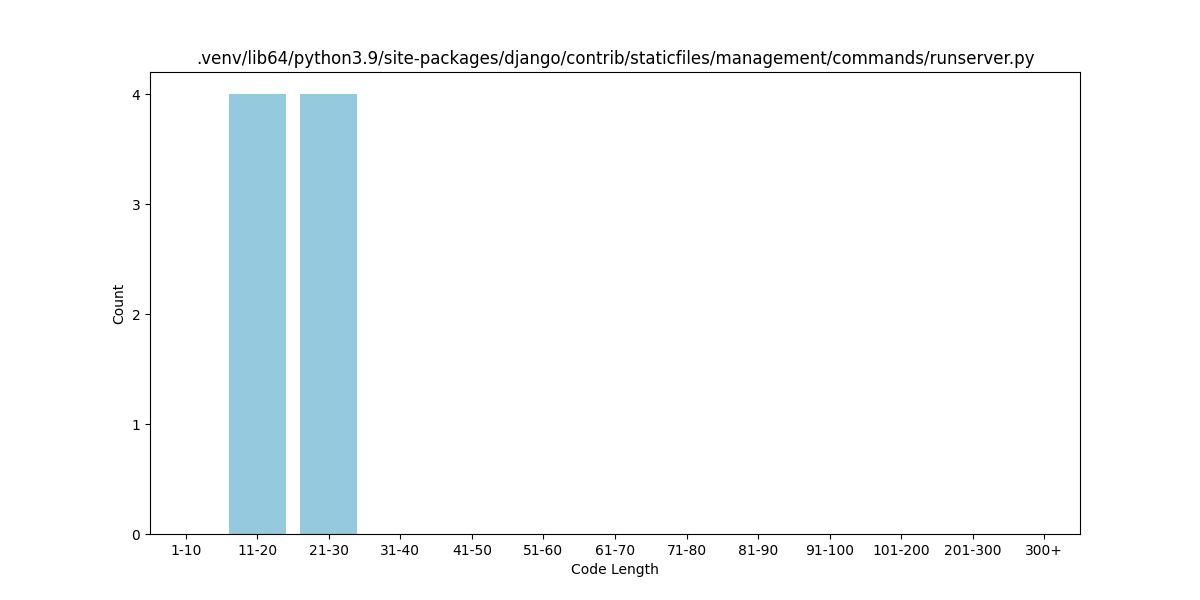 .venv/lib64/python3.9/site-packages/django/contrib/staticfiles/management/commands/runserver.py
4
3
2
1
0
Count
1-10 11-20 21-30 31-40 41-50 51-60 61-70 71-80 81-90 91-100 101-200 201-300 300+
Code Length